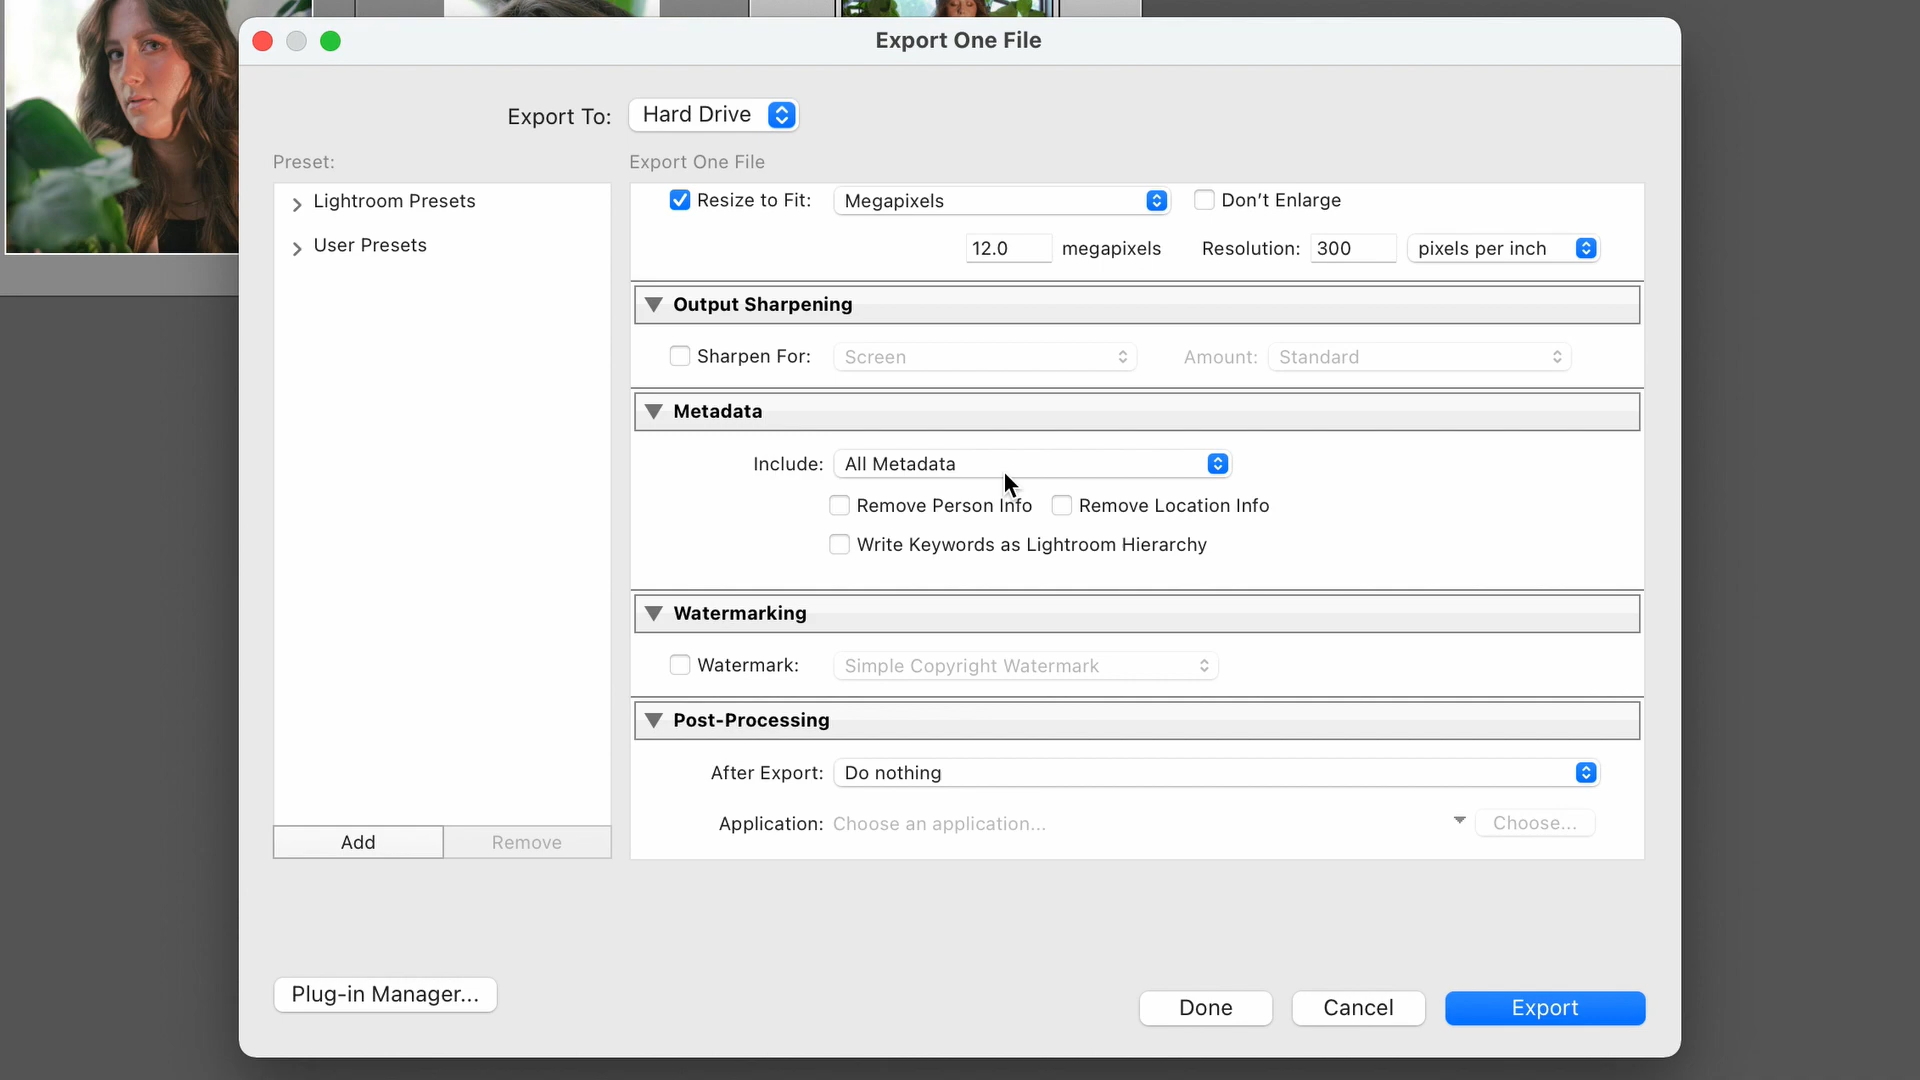 Export One File
Export To: Hard Drive
Preset:
Export One File
Lightroom Presets
User Presets
Add Remove
Resize to Fit: Megapixels Don't Enlarge
12.0 megapixels Resolution: 300 pixels per inch
Output Sharpening
Sharpen For: Screen Amount: Standard
Metadata
Include: All Metadata
Remove Person Info Remove Location Info
Write Keywords as Lightroom Hierarchy
Watermarking
Watermark: Simple Copyright Watermark
Post-Processing
After Export: Do nothing
Application: Choose an application... Choose...
Plug-in Manager... Done Cancel Export